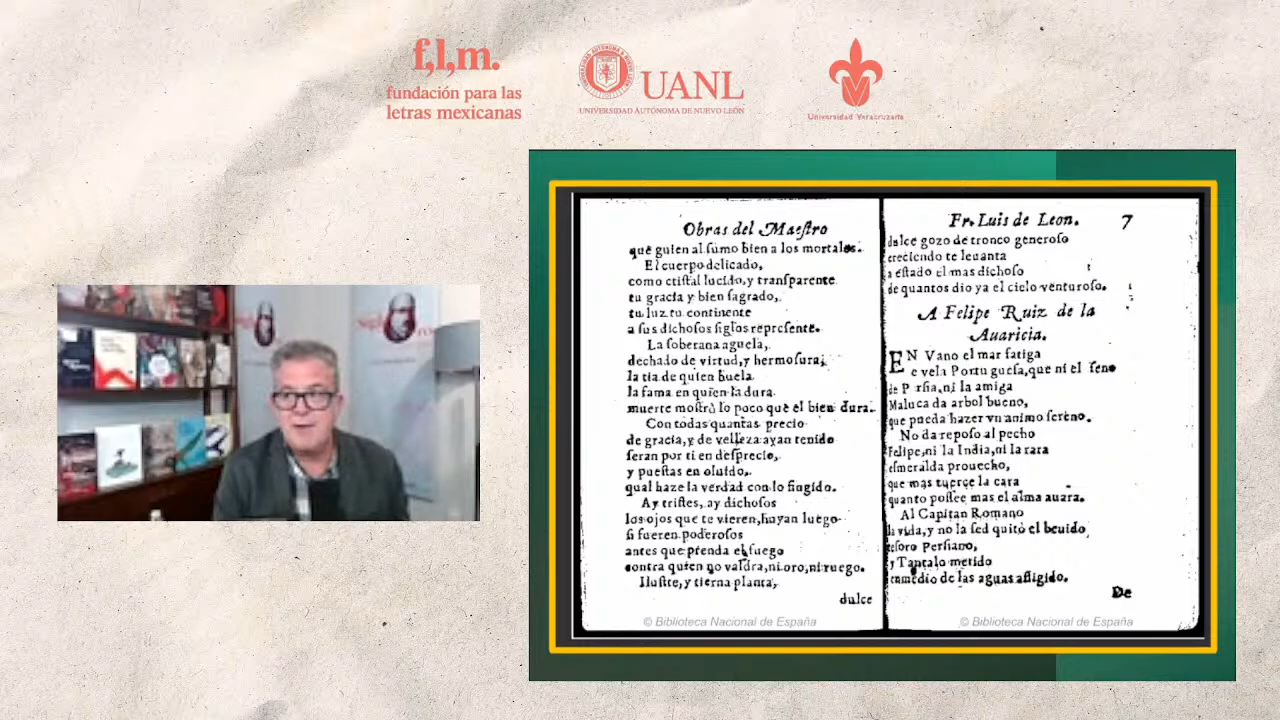 f,l,m.
fundación para las
letras mexicanas
UANL
UNIVERSIDAD AUTÓNOMA DE NUEVO LEÓN
Universidad Veracruzana
Obras del Maeſtro
que guien al ſumo bien a los mortales.
El cuerpo delicado,
como criſtal lucido, y tranſparente
tu gracia y bien ſagrado,
tu luz tu continente
a ſus dichoſos ſiglos repreſente.
La ſoberana aguela,
dechado de virtud, y hermoſura,
la tia de quien buela
la fama, en quien la dura
muerte moſtrò lo poco que el bien dura.
Con todas quantas precio
de gracia, y de velleza ayan tenido
ſeran por ti en deſprecio,
y pueſtas en oluido,
qual haze la verdad con lo fingido.
Ay triſtes, ay dichoſos
los ojos que te vieren, huyan luego
ſi fueren poderoſos
antes que prenda el fuego
contra quien no valdra, ni oro, ni ruego.
Iluſtre, y tierna planta,
dulce
© Biblioteca Nacional de España
Fr. Luis de Leon. 7
dulce gozo de tronco generoſo
creciendo te leuanta
a eſtado el mas dichoſo
de quantos dio ya el cielo venturoſo.
A Felipe Ruiz de la
Auaricia.
EN Vano el mar fatiga
e vela Portugueſa, que ni el ſeno
de Perſia, ni la amiga
Maluca da arbol bueno,
que pueda hazer vn animo ſereno.
No da repoſo al pecho
Felipe, ni la India, ni la rara
eſmeralda prouecho,
que mas tuerce la cara
quanto poſſee mas el alma auara.
Al Capitan Romano
la vida, y no la ſed quitò el beuido
teſoro Perſiano,
y Tantalo metido
enmedio de las aguas afligido.
De
© Biblioteca Nacional de España